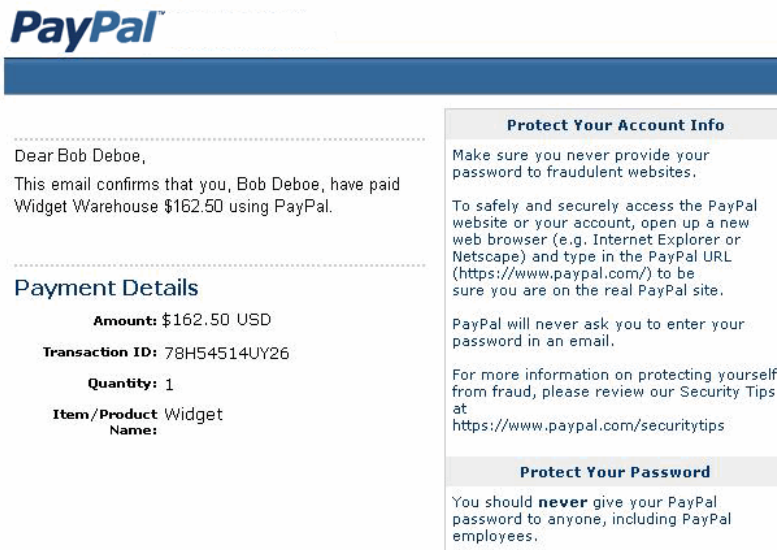 PayPal™
Dear Bob Deboe,
This email confirms that you, Bob Deboe, have paid
Widget Warehouse $162.50 using PayPal.
Payment Details
Amount: $162.50 USD
Transaction ID: 78H54514UY26
Quantity: 1
Item/Product Widget
Name:
Protect Your Account Info
Make sure you never provide your
password to fraudulent websites.
To safely and securely access the PayPal
website or your account, open up a new
web browser (e.g. Internet Explorer or
Netscape) and type in the PayPal URL
(https://www.paypal.com/) to be
sure you are on the real PayPal site.
PayPal will never ask you to enter your
password in an email.
For more information on protecting yourself
from fraud, please review our Security Tips
at
https://www.paypal.com/securitytips
Protect Your Password
You should never give your PayPal
password to anyone, including PayPal
employees.